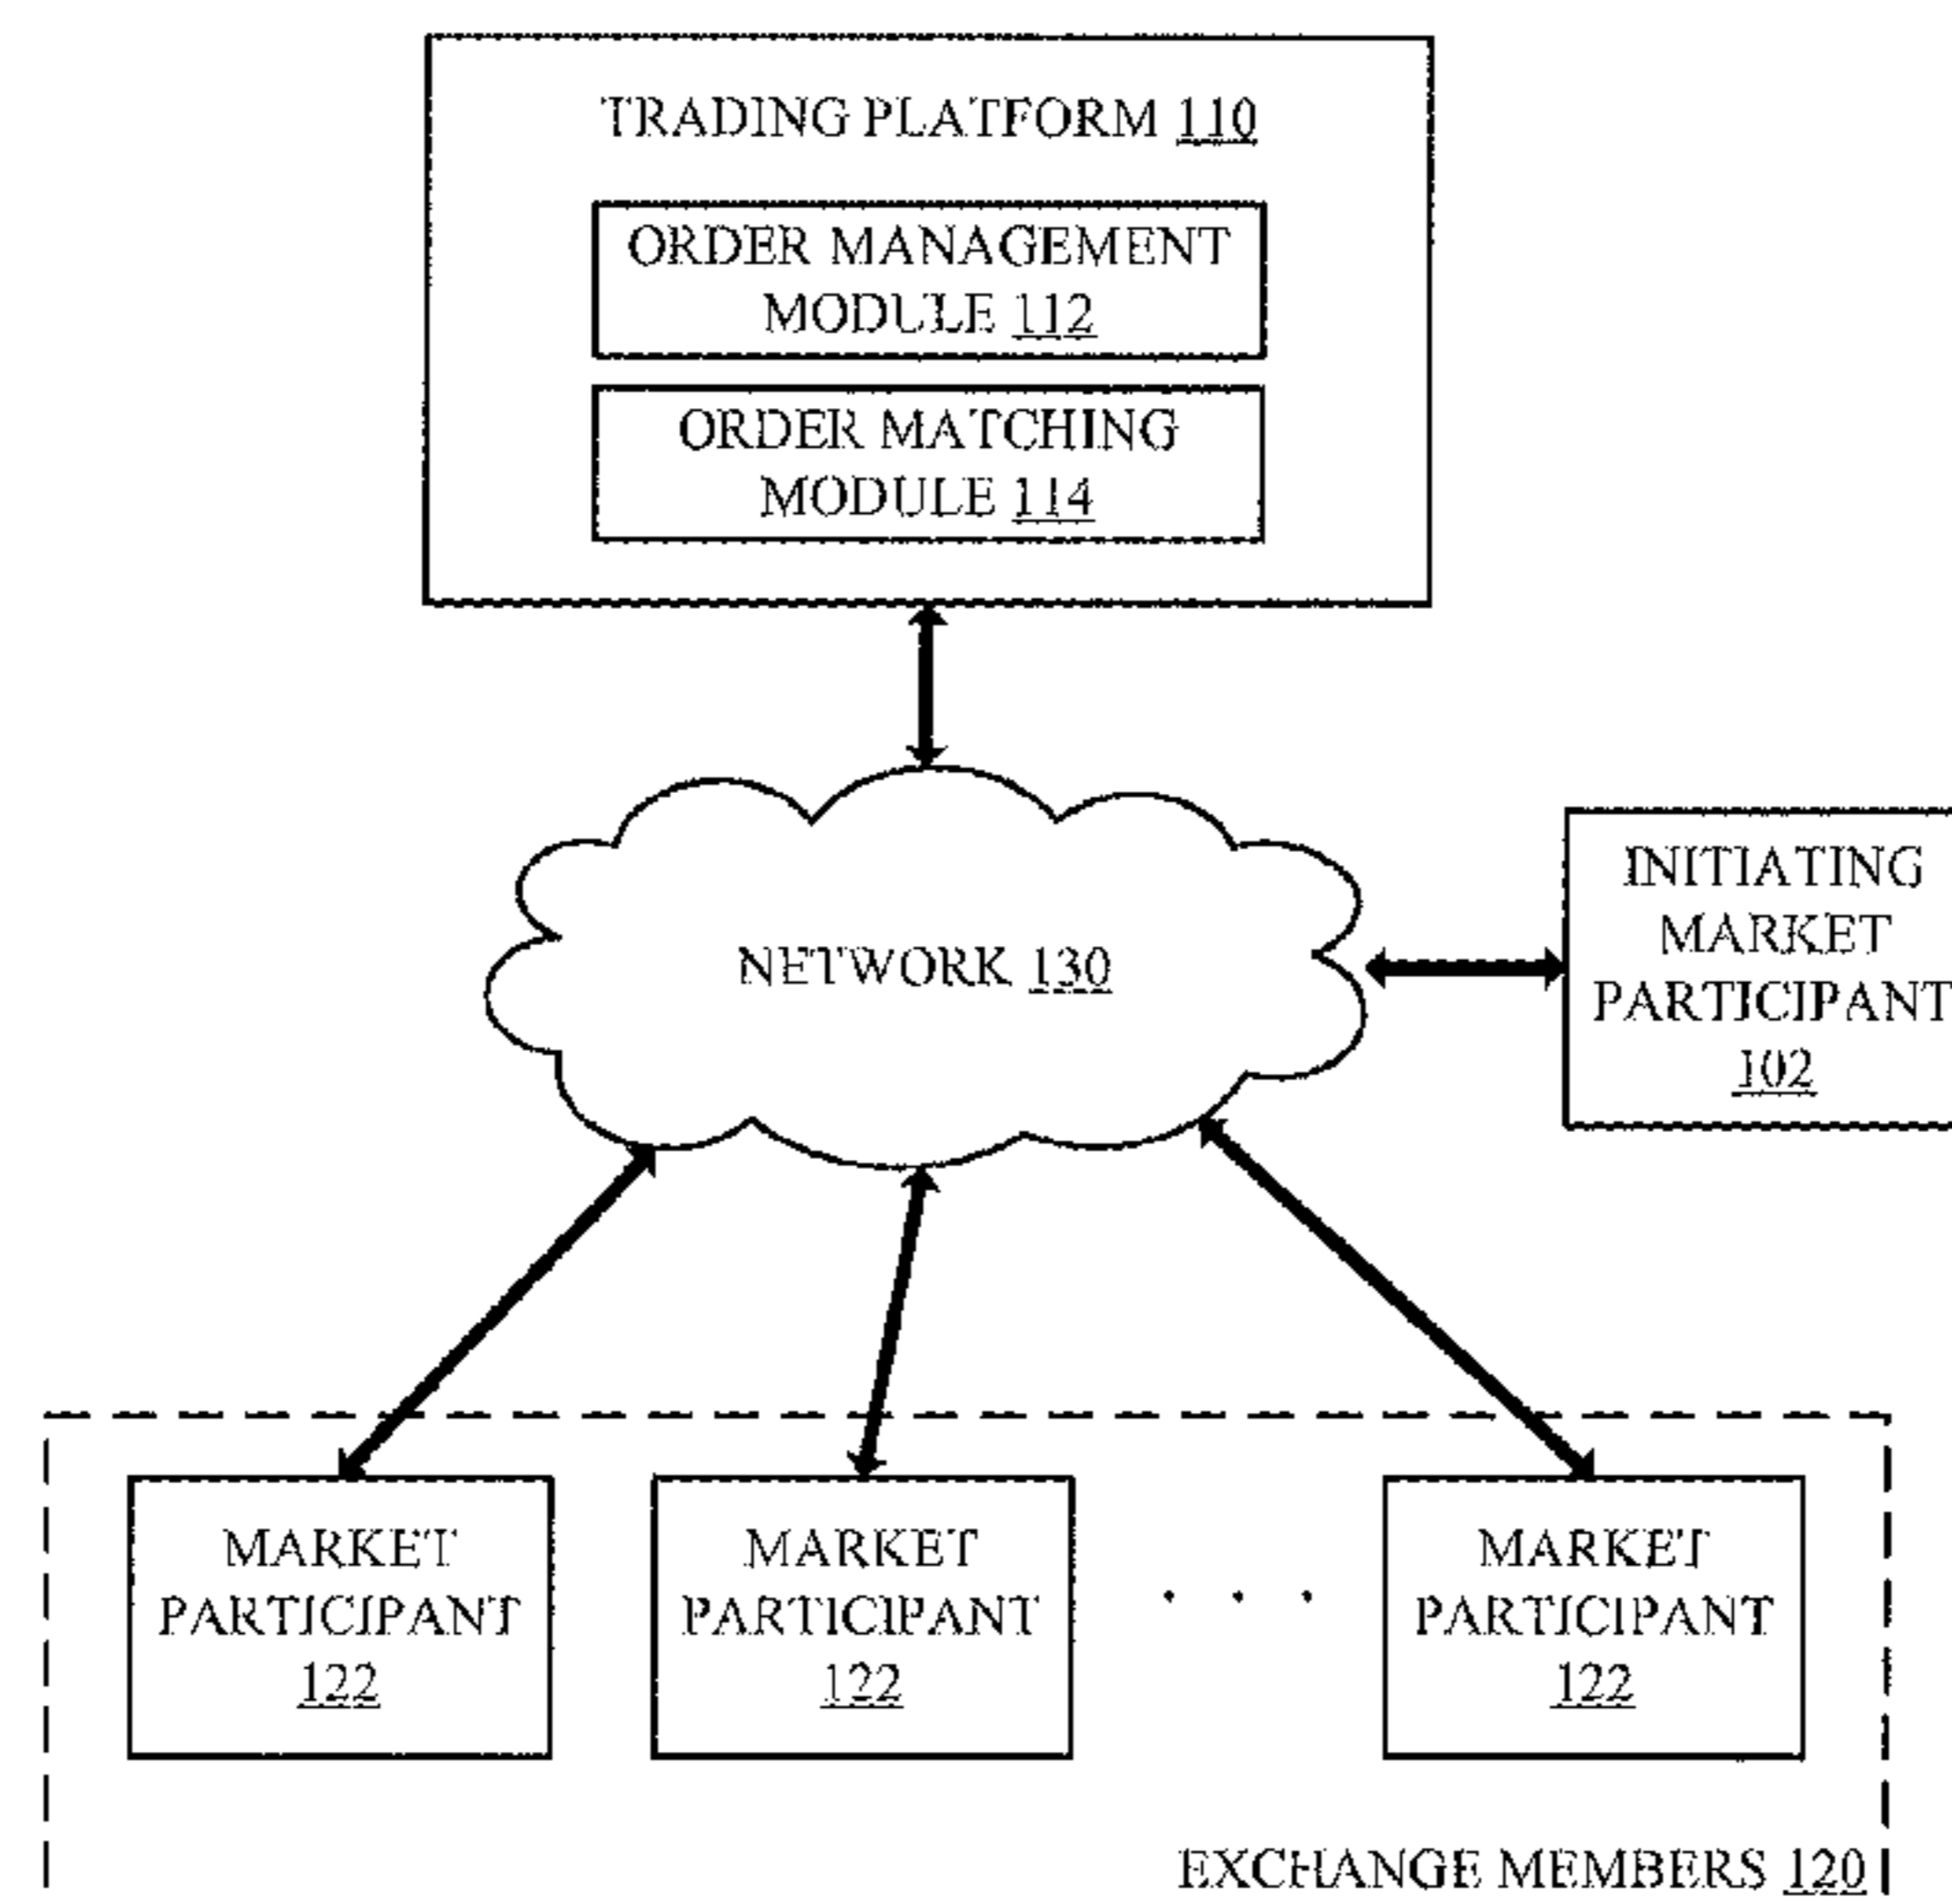 TRADING PLATFORM 110
ORDER MANAGEMENT
MODULE 112
ORDER MATCHING
MODULE 114
NETWORK 130
INITIATING
MARKET
PARTICIPANT
102
MARKET
PARTICIPANT
122
MARKET
PARTICIPANT
122
. . .
MARKET
PARTICIPANT
122
EXCHANGE MEMBERS 120